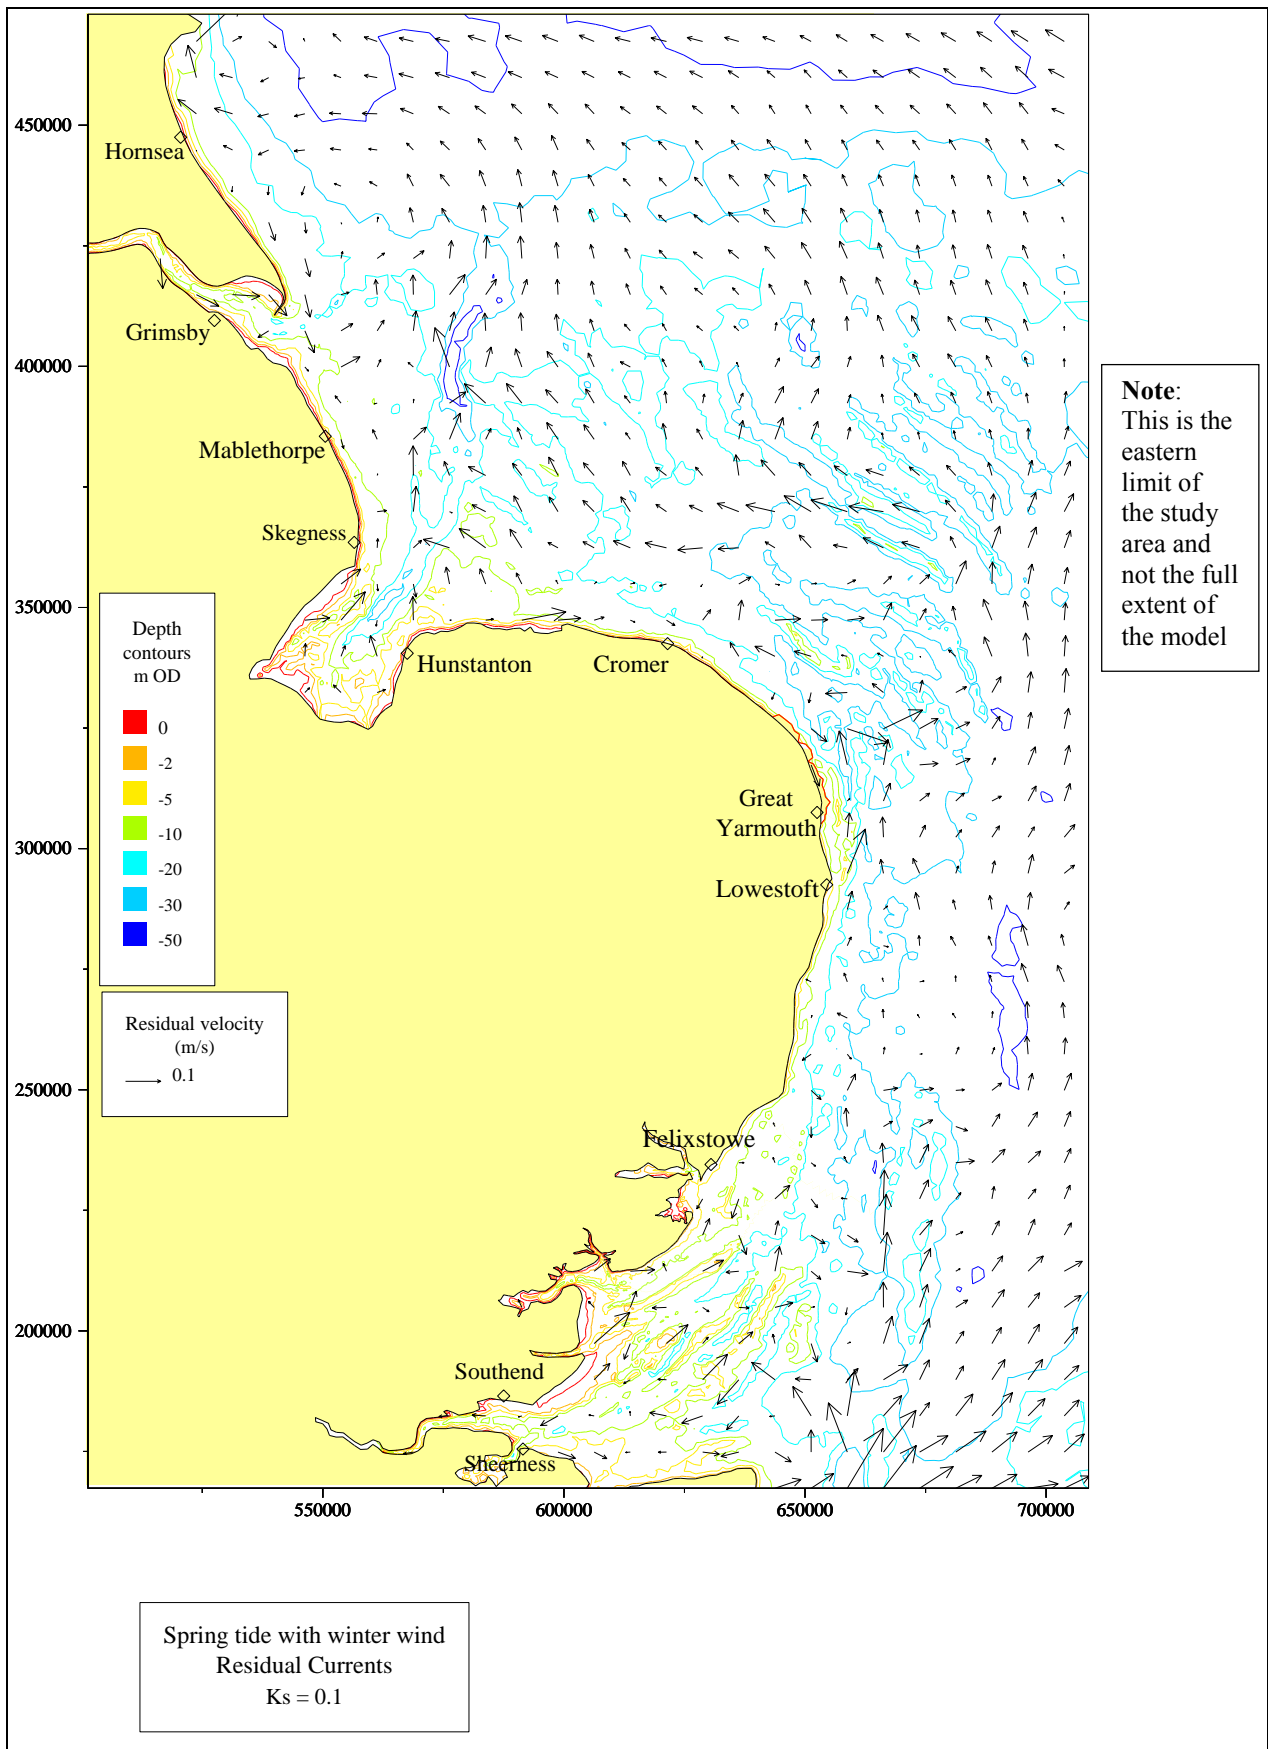 450000
Hornsea
Grimsby
400000
Mablethorpe
Skegness
350000
Hunstanton
Cromer
Great
Yarmouth
300000
Lowestoft
250000
Felixstowe
200000
Southend
Sheerness
550000
600000
650000
700000
Depth
contours
m OD
0
-2
-5
-10
-20
-30
-50
Residual velocity
(m/s)
0.1
Note:
This is the
eastern
limit of
the study
area and
not the full
extent of
the model
Spring tide with winter wind
Residual Currents
Ks = 0.1